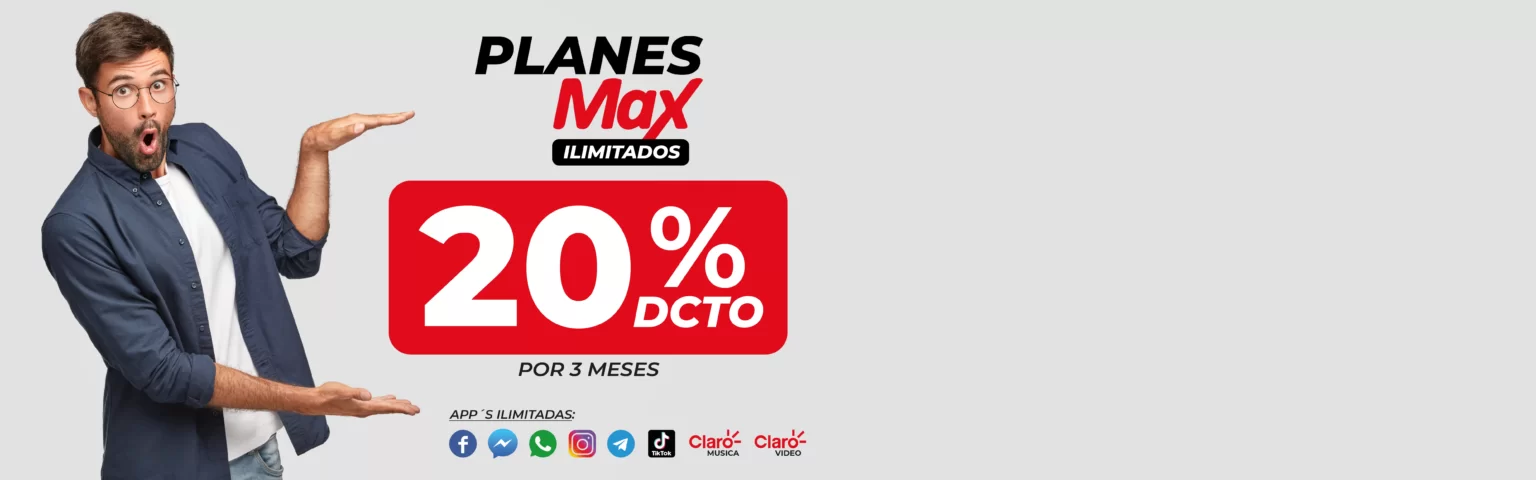 PLANES
Max
ILIMITADOS
20% DCTO
POR 3 MESES
APP´S ILIMITADAS:
TikTok
Claro MUSICA
Claro VIDEO